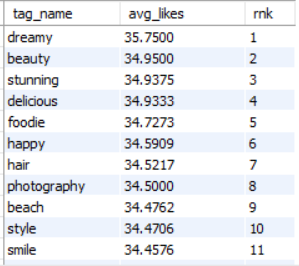 tag_name avg_likes rnk
dreamy 35.7500 1
beauty 34.9500 2
stunning 34.9375 3
delicious 34.9333 4
foodie 34.7273 5
happy 34.5909 6
hair 34.5217 7
photography 34.5000 8
beach 34.4762 9
style 34.4706 10
smile 34.4576 11